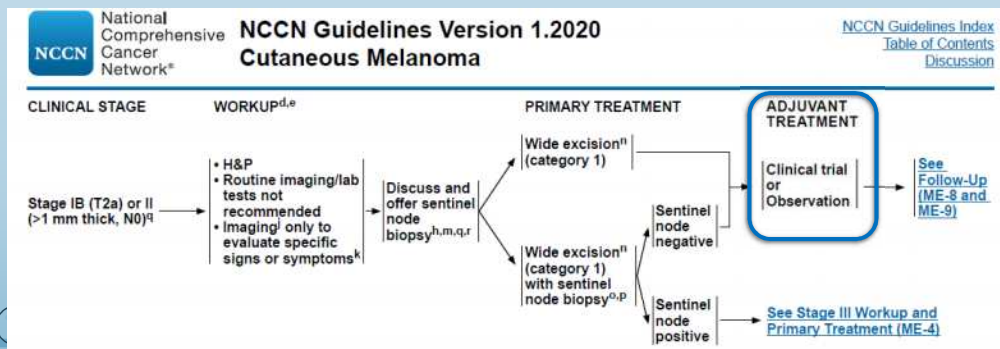 National
Comprehensive
NCCN Cancer
Network®
NCCN Guidelines Version 1.2020
Cutaneous Melanoma
NCCN Guidelines Index
Table of Contents
Discussion
CLINICAL STAGE
WORKUPd,e
PRIMARY TREATMENT
ADJUVANT
TREATMENT
Stage IB (T2a) or II
(>1 mm thick, N0)q
• H&P
• Routine imaging/lab
tests not
recommended
• Imagingj only to
evaluate specific
signs or symptomsk
Discuss and
offer sentinel
node
biopsyh,m,q,r
Wide excisionn
(category 1)
Wide excisionn
(category 1)
with sentinel
node biopsyo,p
Sentinel
node
negative
Sentinel
node
positive
Clinical trial
or
Observation
See
Follow-Up
(ME-8 and
ME-9)
See Stage III Workup and
Primary Treatment (ME-4)